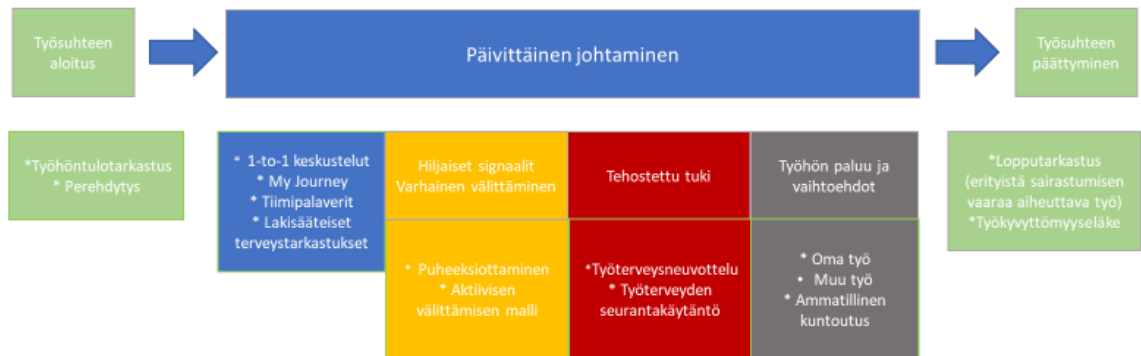 Työsuhteen
aloitus
Päivittäinen johtaminen
Työsuhteen
päättyminen
*Työhöntulotarkastus
* Perehdytys
* 1-to-1 keskustelut
* My Journey
* Tiimipalaverit
* Lakisääteiset
terveystarkastukset
Hiljaiset signaalit
Varhainen välittäminen
Tehostettu tuki
Työhön paluu ja
vaihtoehdot
*Lopputarkastus
(erityistä sairastumisen
vaaraa aiheuttava työ)
*Työkyvyttömyyseläke
* Puheeksiottaminen
* Aktiivisen
välittämisen malli
*Työterveysneuvottelu
* Työterveyden
seurantakäytäntö
* Oma työ
• Muu työ
* Ammatillinen
kuntoutus